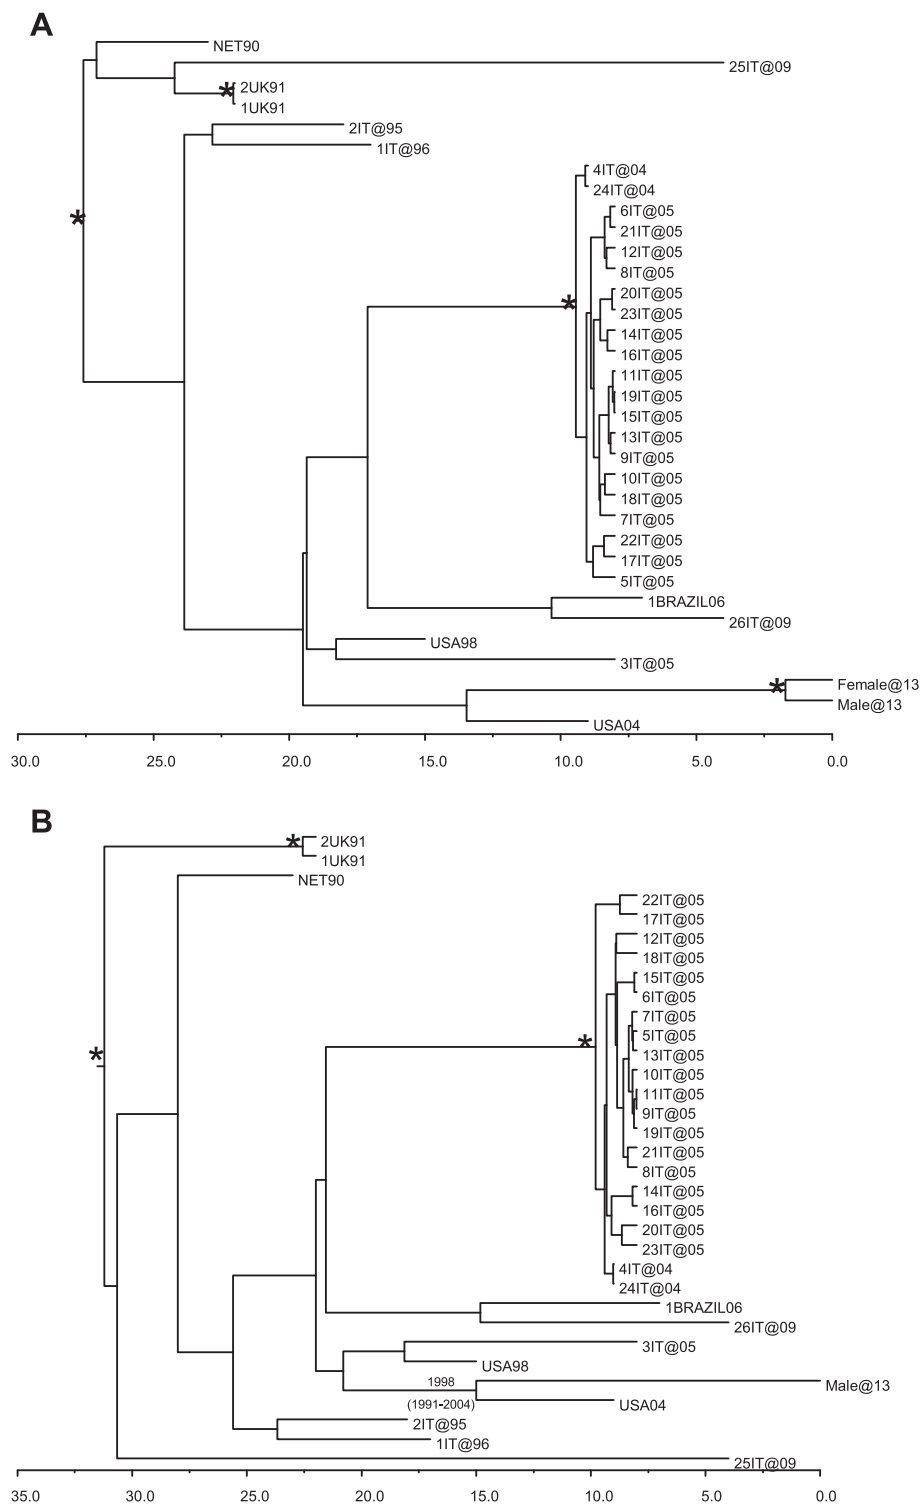 A
NET90
25IT@09
2UK91
1UK91
2IT@95
1IT@96
4IT@04
24IT@04
6IT@05
21IT@05
12IT@05
8IT@05
20IT@05
23IT@05
14IT@05
16IT@05
11IT@05
19IT@05
15IT@05
13IT@05
9IT@05
10IT@05
18IT@05
7IT@05
22IT@05
17IT@05
5IT@05
1BRAZIL06
26IT@09
USA98
3IT@05
Female@13
Male@13
USA04
30.0 25.0 20.0 15.0 10.0 5.0 0.0
B
2UK91
1UK91
NET90
22IT@05
17IT@05
12IT@05
18IT@05
15IT@05
6IT@05
7IT@05
5IT@05
13IT@05
10IT@05
11IT@05
9IT@05
19IT@05
21IT@05
8IT@05
14IT@05
16IT@05
20IT@05
23IT@05
4IT@04
24IT@04
1BRAZIL06
26IT@09
3IT@05
USA98
1998
Male@13
(1991-2004)
USA04
2IT@95
1IT@96
25IT@09
35.0 30.0 25.0 20.0 15.0 10.0 5.0 0.0